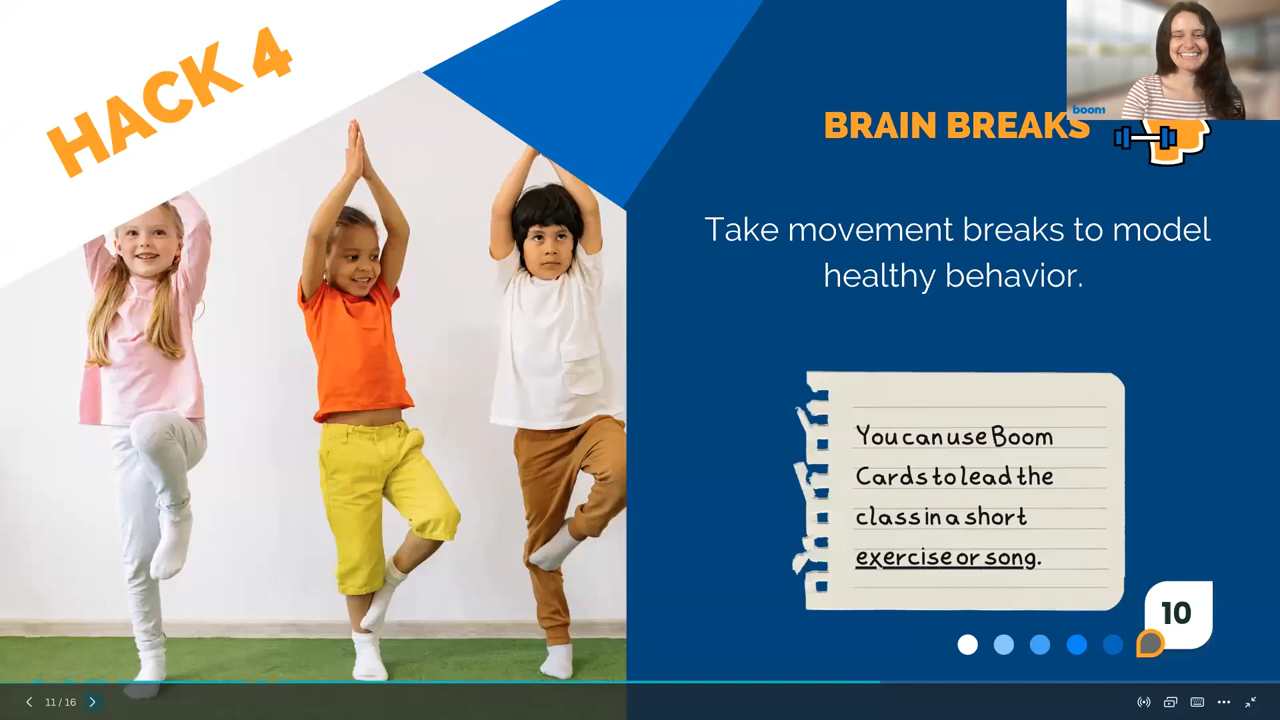 HACK 4
boom
BRAIN BREAKS
Take movement breaks to model
healthy behavior.
You can use Boom
Cards to lead the
class in a short
exercise or song.
10
11 / 16